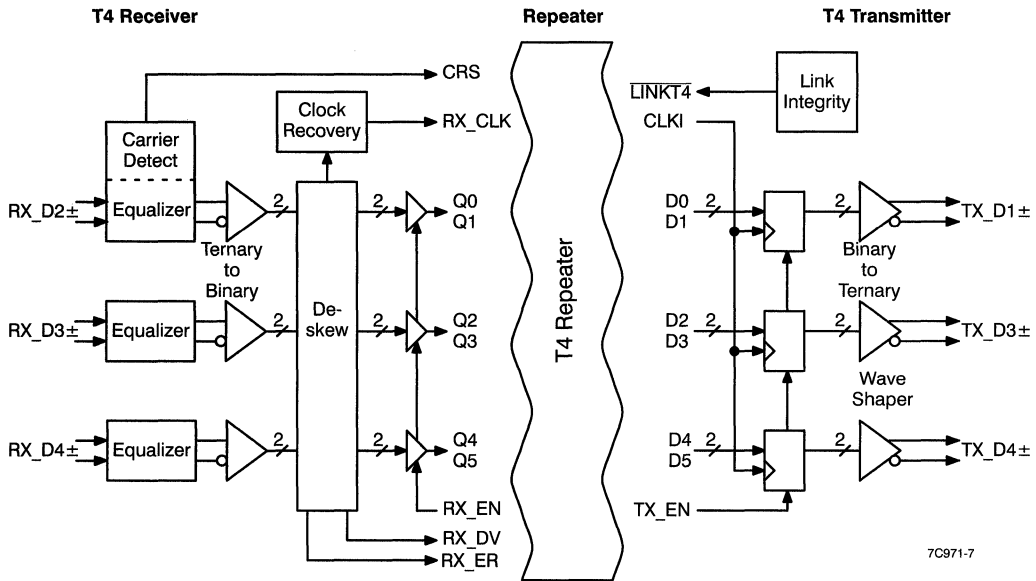 T4 Receiver
Repeater
T4 Transmitter
CRS
Clock
Recovery
RX_CLK
Carrier
Detect
Equalizer
RX_D2±
2
2
Q0
Q1
Ternary
to
Binary
RX_D3±
Equalizer
2
De-
skew
2
Q2
Q3
RX_D4±
Equalizer
2
2
Q4
Q5
RX_EN
RX_DV
RX_ER
T4 Repeater
LINKT4
Link
Integrity
CLKI
D0
D1
2
2
TX_D1±
Binary
to
Ternary
D2
D3
2
2
TX_D3±
Wave
Shaper
D4
D5
2
2
TX_D4±
TX_EN
7C971-7